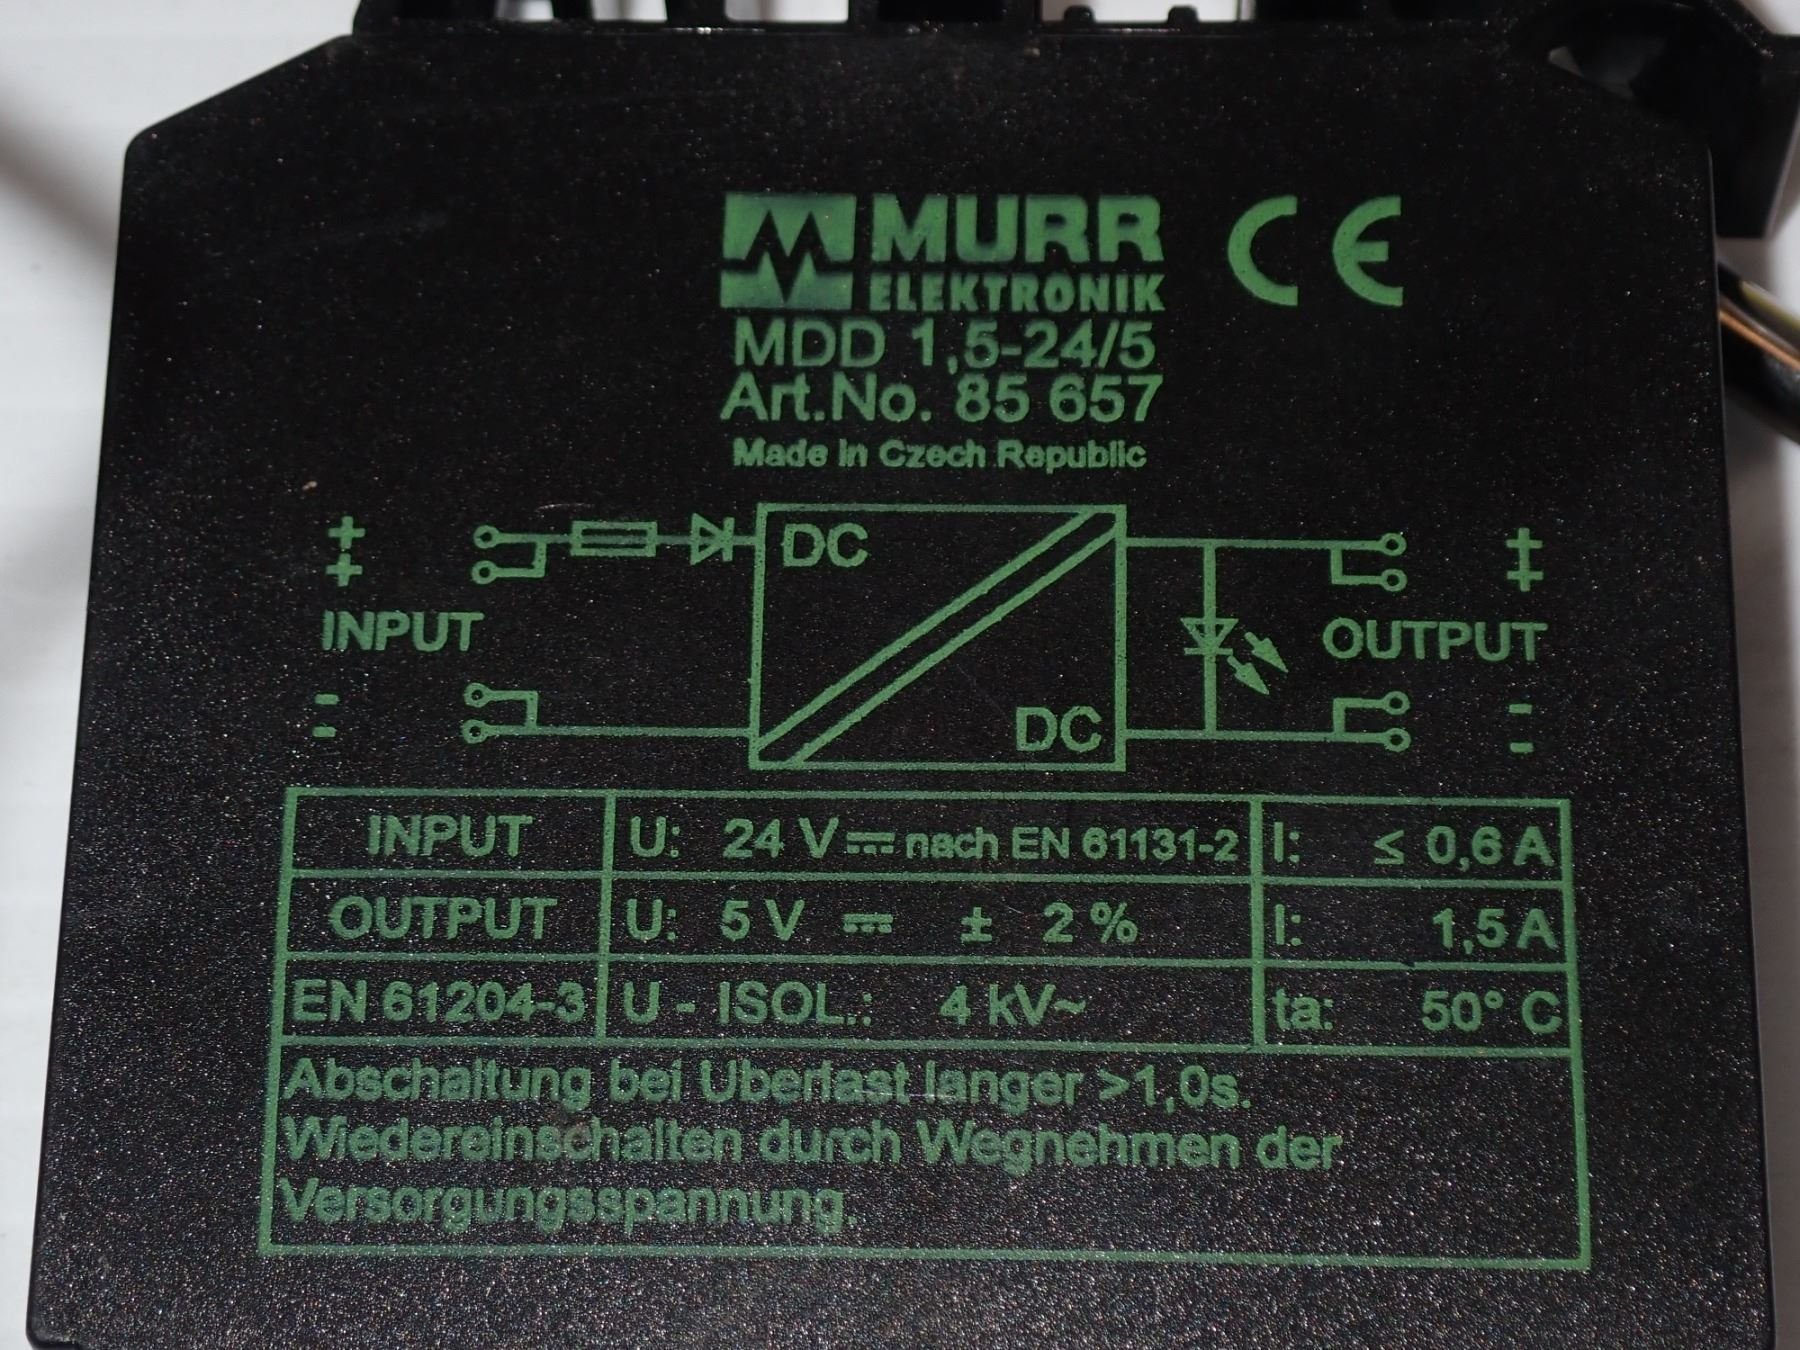 MURR CE
ELEKTRONIK
MDD 1,5-24/5
Art.No. 85 657
Made in Czech Republic
+ DC +
+ +
INPUT OUTPUT
- -
- DC -
INPUT U: 24 V⎓ nach EN 61131-2 I: ≤ 0,6 A
OUTPUT U: 5 V ⎓ ± 2 % I: 1,5 A
EN 61204-3 U - ISOL.: 4 kV~ ta: 50° C
Abschaltung bei Überlast länger >1,0s.
Wiedereinschalten durch Wegnehmen der
Versorgungsspannung.